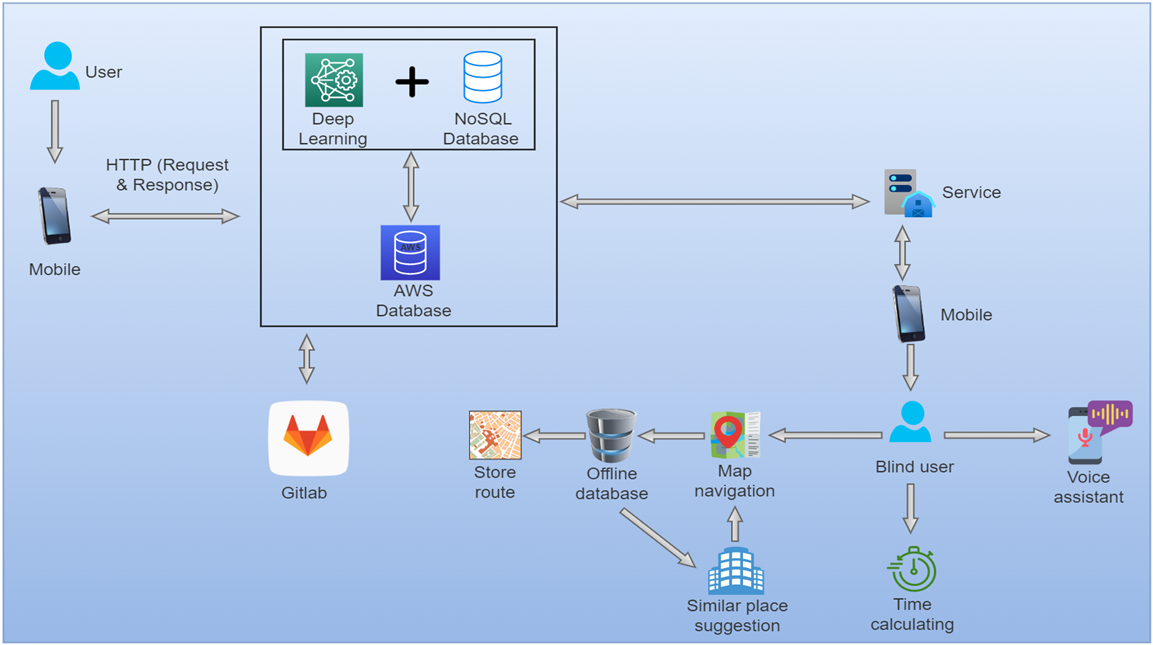 User
HTTP (Request
& Response)
Mobile
Deep
Learning
NoSQL
Database
AWS
AWS
Database
Service
Mobile
Gitlab
Store
route
Offline
database
Map
navigation
Blind user
Voice
assistant
Similar place
suggestion
Time
calculating